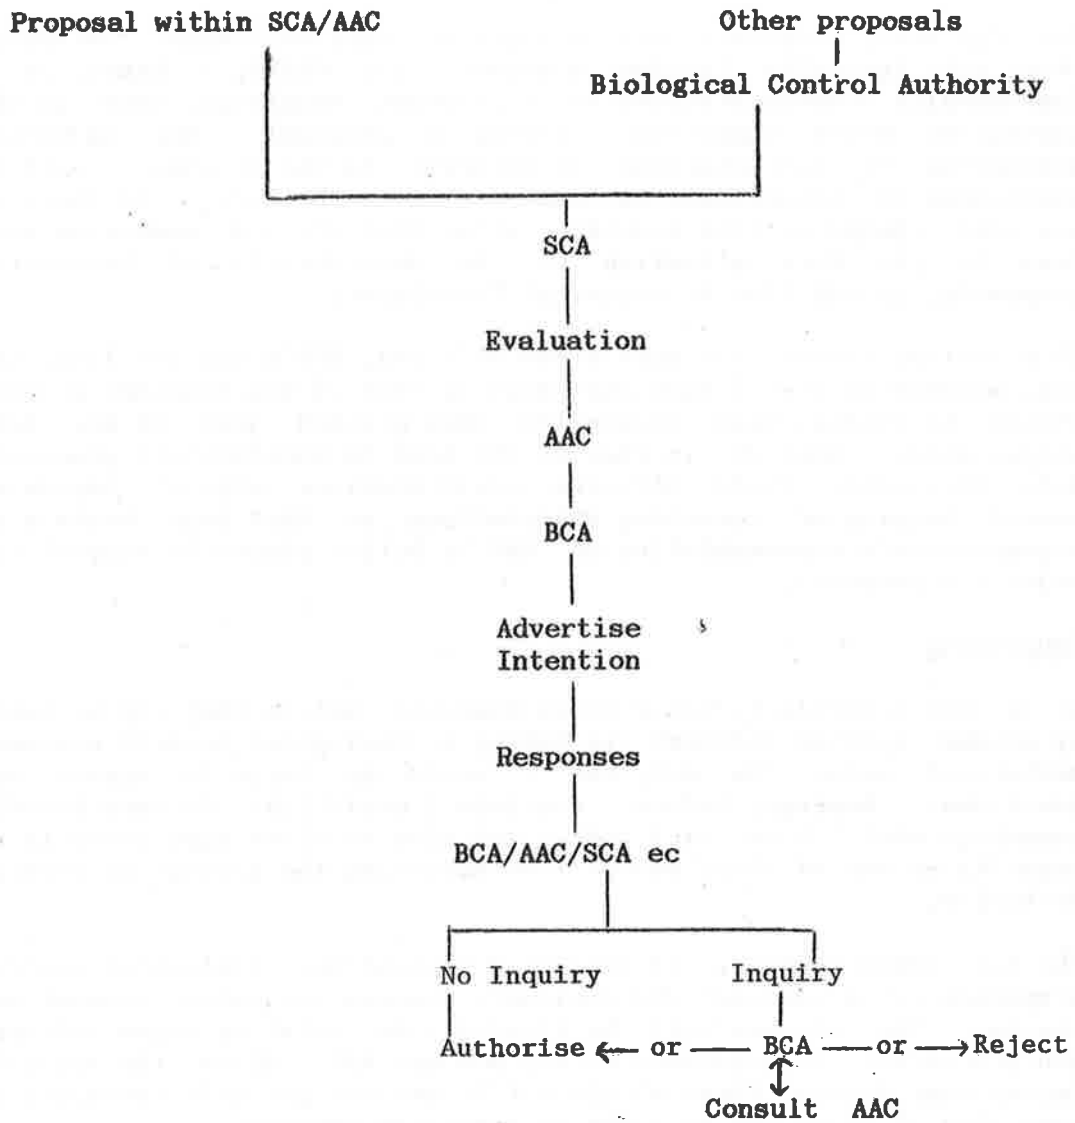 Proposal within SCA/AAC
Other proposals
Biological Control Authority
SCA
Evaluation
AAC
BCA
Advertise
Intention
Responses
BCA/AAC/SCA ec
No Inquiry Inquiry
Authorise ← or — BCA — or → Reject
Consult AAC